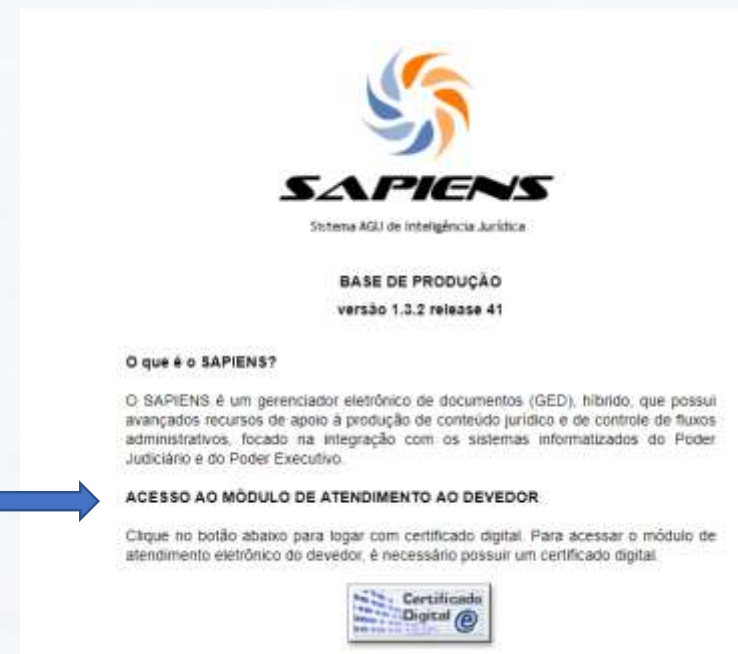 SAPIENS
Sistema AGU de Inteligência Jurídica
BASE DE PRODUÇÃO
versão 1.3.2 release 41
O que é o SAPIENS?
O SAPIENS é um gerenciador eletrônico de documentos (GED), híbrido, que possui
avançados recursos de apoio à produção de conteúdo jurídico e de controle de fluxos
administrativos, focado na integração com os sistemas informatizados do Poder
Judiciário e do Poder Executivo.
ACESSO AO MÓDULO DE ATENDIMENTO AO DEVEDOR
Clique no botão abaixo para logar com certificado digital. Para acessar o módulo de
atendimento eletrônico do devedor, é necessário possuir um certificado digital.
Certificado
Digital e